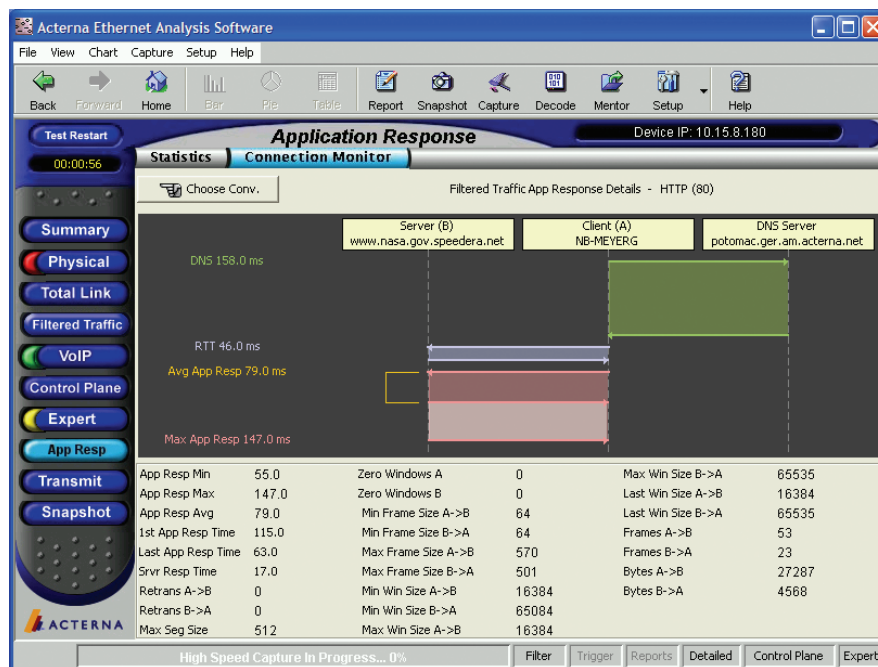 Acterna Ethernet Analysis Software
File View Chart Capture Setup Help
Back Forward Home Bar Pie Table Report Snapshot Capture Decode Mentor Setup Help
Test Restart
Application Response
Device IP: 10.15.8.180
00:00:56
Statistics Connection Monitor
Choose Conv.
Filtered Traffic App Response Details - HTTP (80)
Summary
Physical
Total Link
Filtered Traffic
VoIP
Control Plane
Expert
App Resp
Transmit
Snapshot
ACTERNA
Server (B)
www.nasa.gov.speedera.net
Client (A)
NB-MEYERG
DNS Server
potomac.ger.am.acterna.net
DNS 158.0 ms
RTT 46.0 ms
Avg App Resp 79.0 ms
Max App Resp 147.0 ms
App Resp Min 55.0 Zero Windows A 0 Max Win Size B->A 65535
App Resp Max 147.0 Zero Windows B 0 Last Win Size A->B 16384
App Resp Avg 79.0 Min Frame Size A->B 64 Last Win Size B->A 65535
1st App Resp Time 115.0 Min Frame Size B->A 64 Frames A->B 53
Last App Resp Time 63.0 Max Frame Size A->B 570 Frames B->A 23
Srvr Resp Time 17.0 Max Frame Size B->A 501 Bytes A->B 27287
Retrans A->B 0 Min Win Size A->B 16384 Bytes B->A 4568
Retrans B->A 0 Min Win Size B->A 65084
Max Seg Size 512 Max Win Size A->B 16384
High Speed Capture In Progress... 0% Filter Trigger Reports Detailed Control Plane Expert